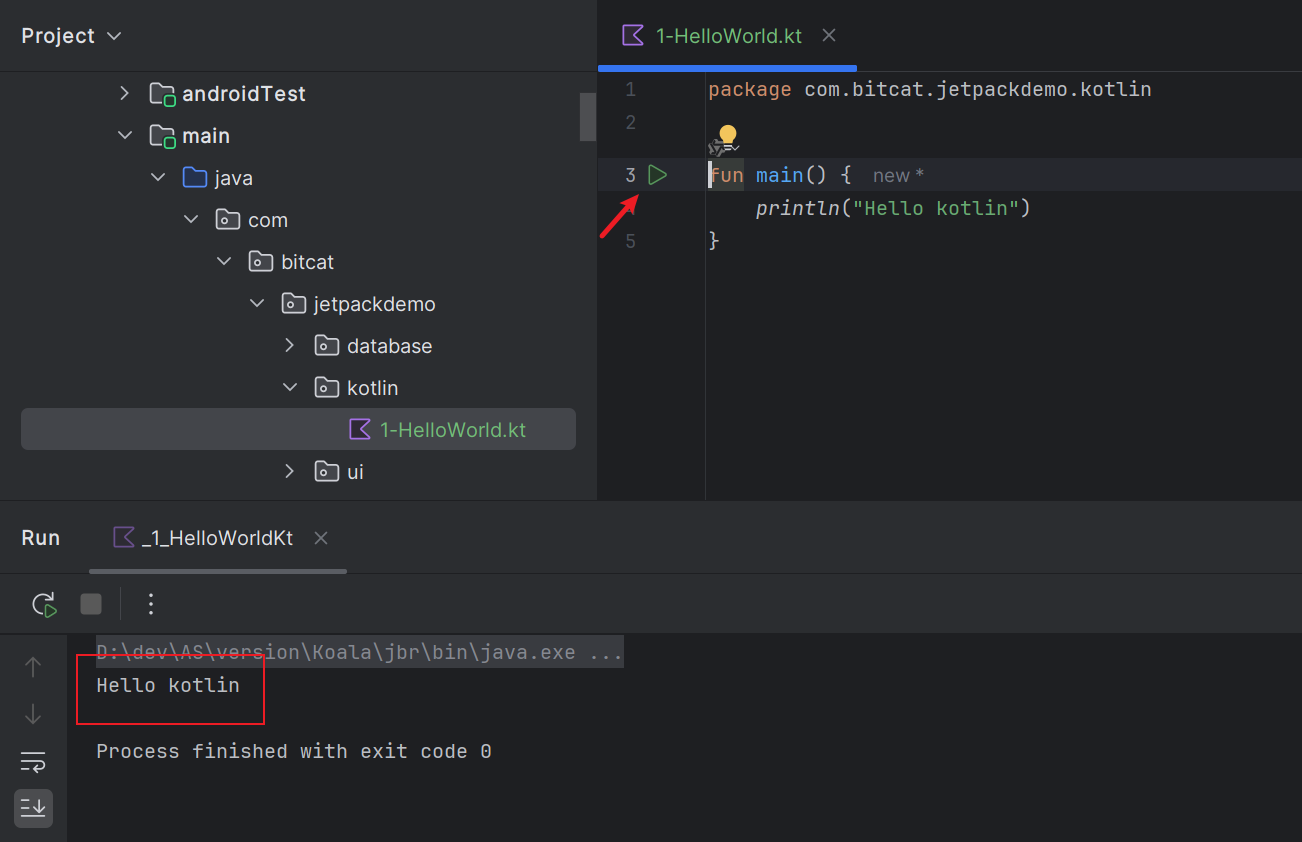 Project
androidTest
main
java
com
bitcat
jetpackdemo
database
kotlin
1-HelloWorld.kt
ui
1-HelloWorld.kt
1 package com.bitcat.jetpackdemo.kotlin
2
3 fun main() { new *
println("Hello kotlin")
5 }
Run _1_HelloWorldKt
D:\dev\AS\version\Koala\jbr\bin\java.exe ...
Hello kotlin
Process finished with exit code 0